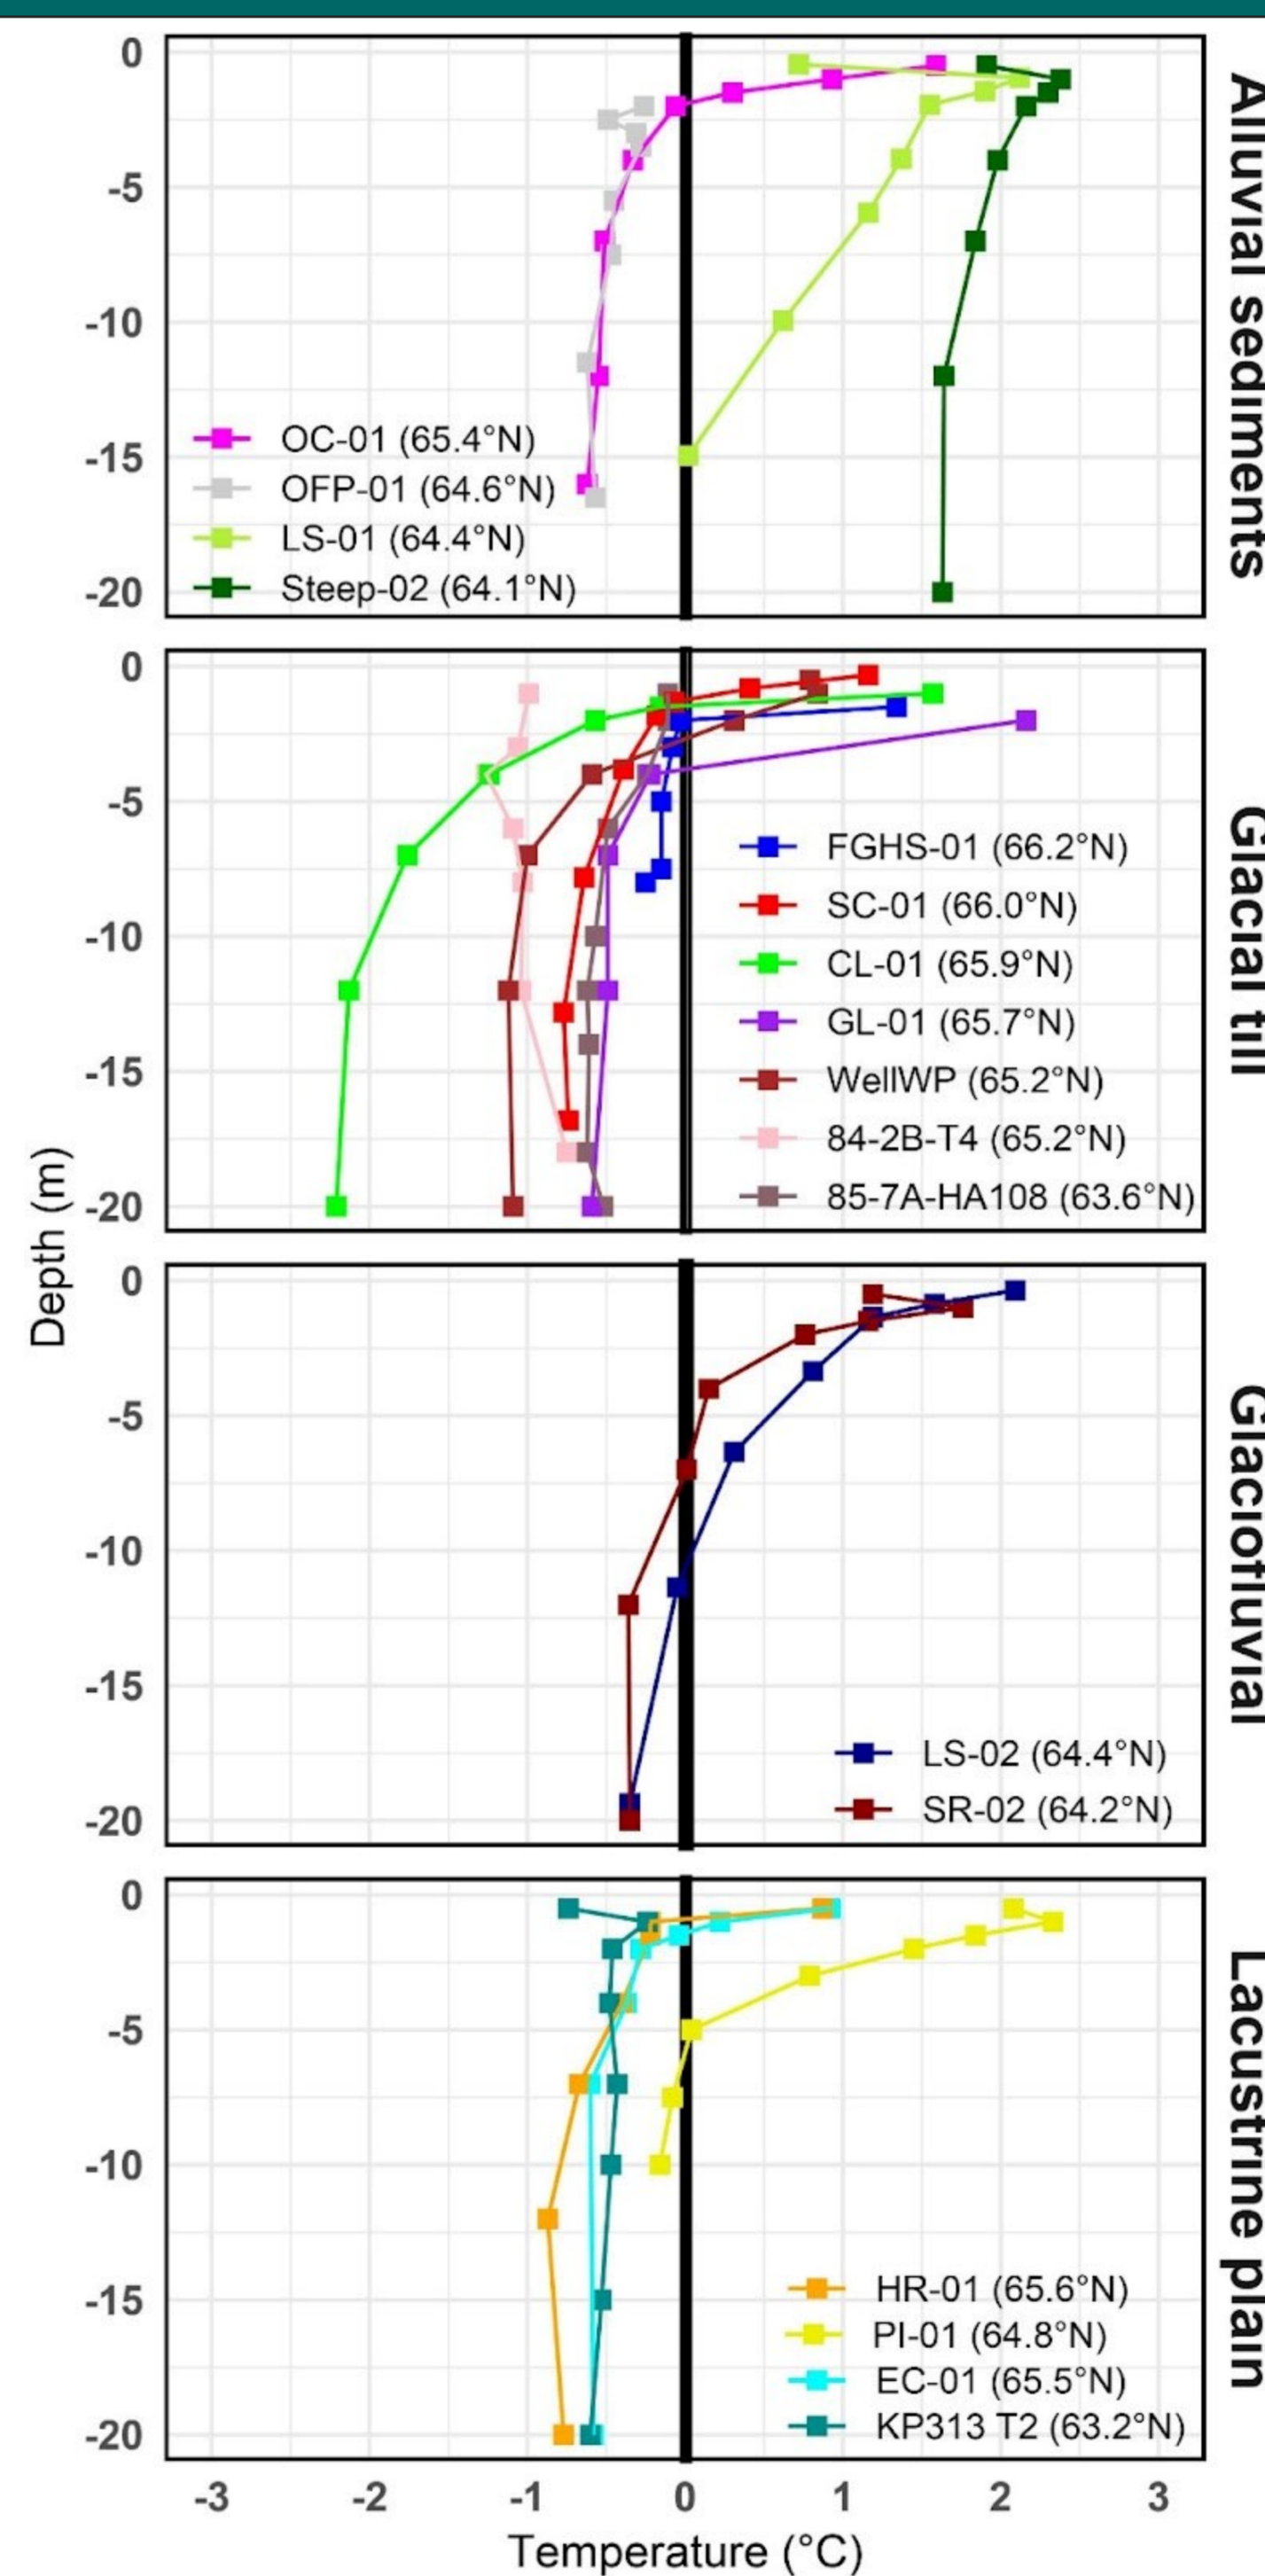 0
-5
-10
-15
-20
OC-01 (65.4°N)
OFP-01 (64.6°N)
LS-01 (64.4°N)
Steep-02 (64.1°N)
Alluvial sediments
0
-5
-10
-15
-20
FGHS-01 (66.2°N)
SC-01 (66.0°N)
CL-01 (65.9°N)
GL-01 (65.7°N)
WellWP (65.2°N)
84-2B-T4 (65.2°N)
85-7A-HA108 (63.6°N)
Glacial till
Depth (m)
0
-5
-10
-15
-20
LS-02 (64.4°N)
SR-02 (64.2°N)
Glaciofluvial
0
-5
-10
-15
-20
HR-01 (65.6°N)
PI-01 (64.8°N)
EC-01 (65.5°N)
KP313 T2 (63.2°N)
Lacustrine plain
-3 -2 -1 0 1 2 3
Temperature (°C)